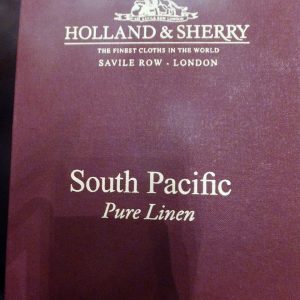 HOLLAND & SHERRY
THE FINEST CLOTHS IN THE WORLD
SAVILE ROW - LONDON
South Pacific
Pure Linen